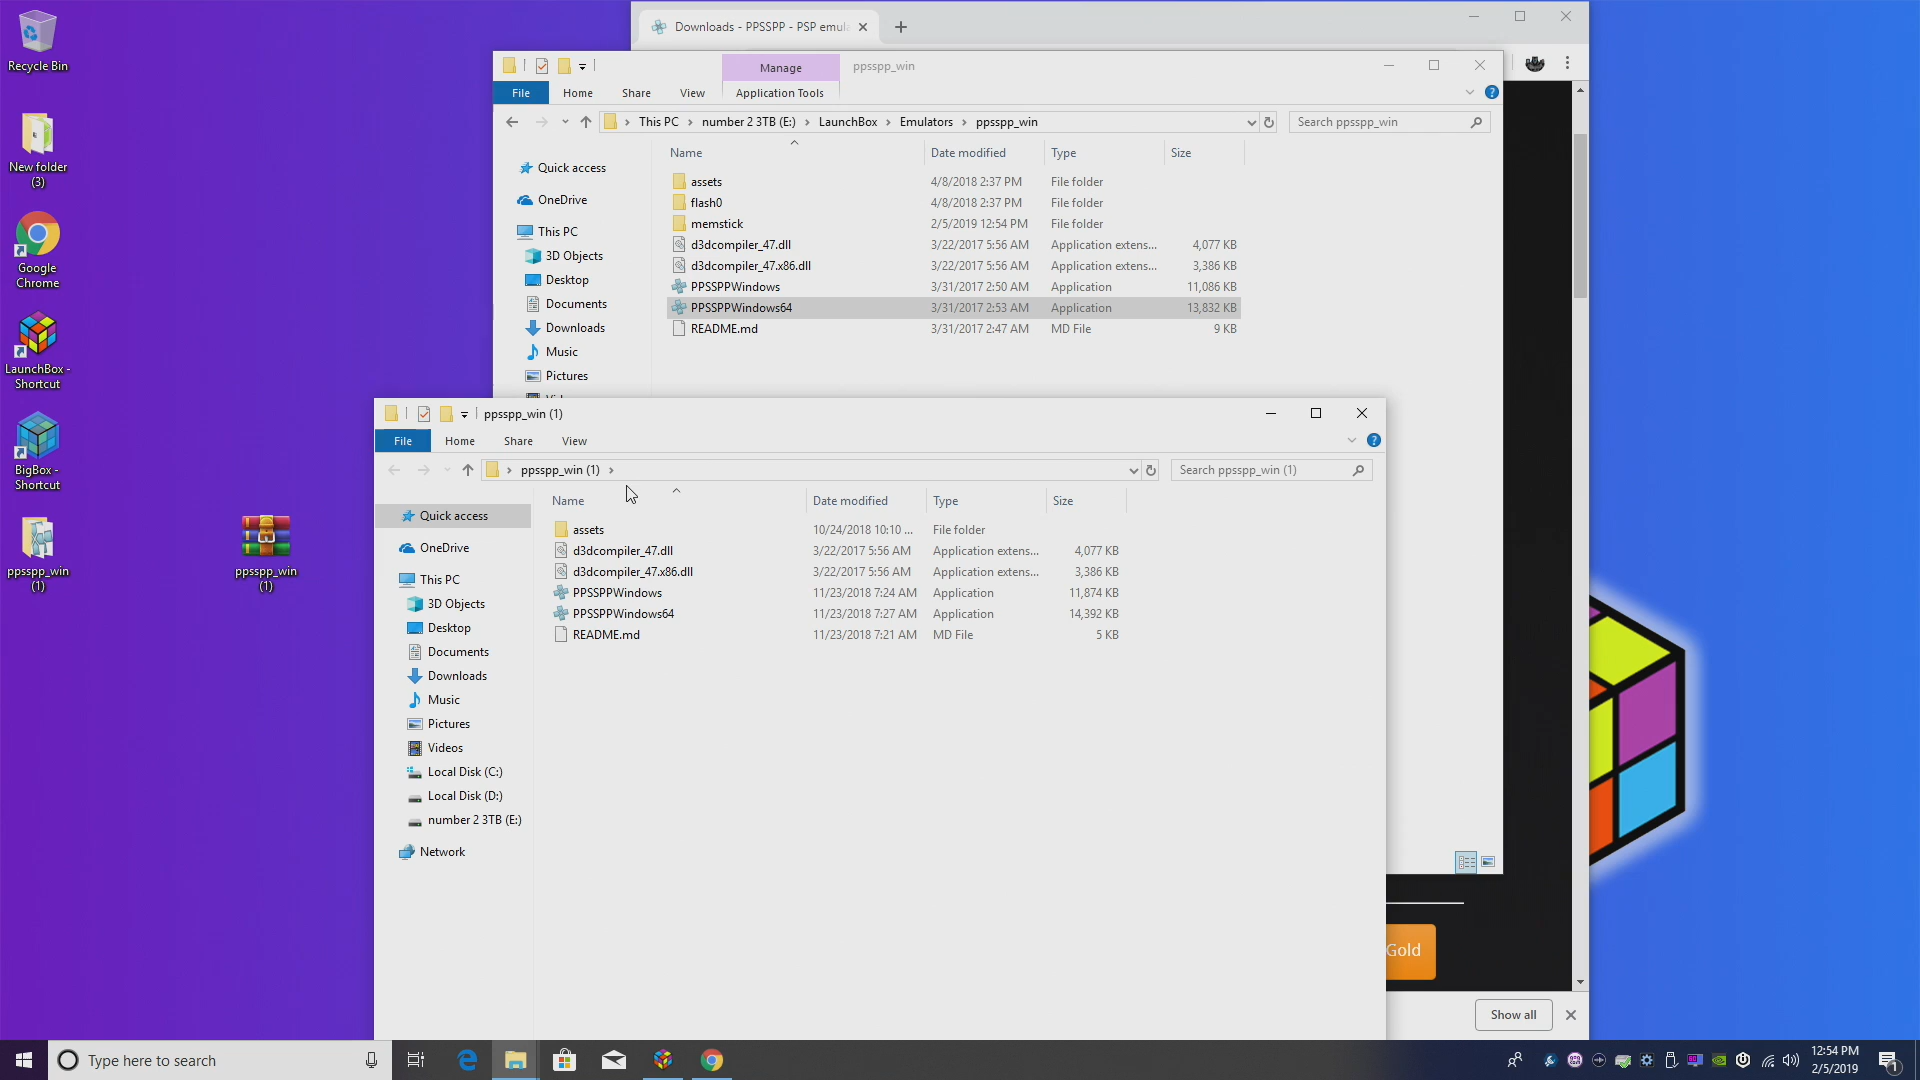 Recycle Bin
New folder
(3)
Google
Chrome
LaunchBox -
Shortcut
BigBox -
Shortcut
ppsspp_win
(1)
ppsspp_win
(1)
Downloads - PPSSPP - PSP emul
Manage
ppsspp_win
File
Home
Share
View
Application Tools
This PC
number 2 3TB (E:)
LaunchBox
Emulators
ppsspp_win
Search ppsspp_win
Name
Date modified
Type
Size
Quick access
OneDrive
This PC
3D Objects
Desktop
Documents
Downloads
Music
Pictures
assets 4/8/2018 2:37 PM File folder
flash0 4/8/2018 2:37 PM File folder
memstick 2/5/2019 12:54 PM File folder
d3dcompiler_47.dll 3/22/2017 5:56 AM Application extens... 4,077 KB
d3dcompiler_47.x86.dll 3/22/2017 5:56 AM Application extens... 3,386 KB
PPSSPPWindows 3/31/2017 2:50 AM Application 11,086 KB
PPSSPPWindows64 3/31/2017 2:53 AM Application 13,832 KB
README.md 3/31/2017 2:47 AM MD File 9 KB
ppsspp_win (1)
File
Home
Share
View
ppsspp_win (1)
Search ppsspp_win (1)
Name
Date modified
Type
Size
Quick access
OneDrive
This PC
3D Objects
Desktop
Documents
Downloads
Music
Pictures
Videos
Local Disk (C:)
Local Disk (D:)
number 2 3TB (E:)
Network
assets 10/24/2018 10:10 ... File folder
d3dcompiler_47.dll 3/22/2017 5:56 AM Application extens... 4,077 KB
d3dcompiler_47.x86.dll 3/22/2017 5:56 AM Application extens... 3,386 KB
PPSSPPWindows 11/23/2018 7:24 AM Application 11,874 KB
PPSSPPWindows64 11/23/2018 7:27 AM Application 14,392 KB
README.md 11/23/2018 7:21 AM MD File 5 KB
Gold
Show all
Type here to search
12:54 PM
2/5/2019
1